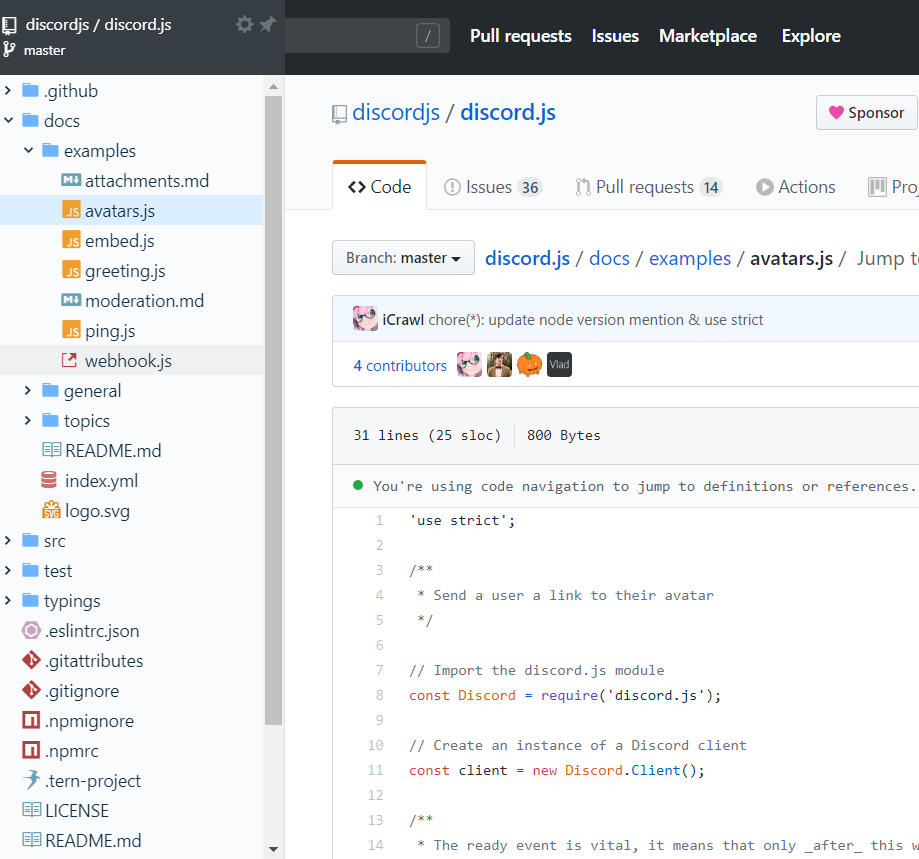 discordjs / discord.js
master
/
Pull requests Issues Marketplace Explore
.github
docs
examples
attachments.md
avatars.js
embed.js
greeting.js
moderation.md
ping.js
webhook.js
general
topics
README.md
index.yml
logo.svg
src
test
typings
.eslintrc.json
.gitattributes
.gitignore
.npmignore
.npmrc
.tern-project
LICENSE
README.md
discordjs / discord.js
Sponsor
Code Issues 36 Pull requests 14 Actions Proj
Branch: master discord.js / docs / examples / avatars.js / Jump to
iCrawl chore(*): update node version mention & use strict
4 contributors Vlad
31 lines (25 sloc) 800 Bytes
You're using code navigation to jump to definitions or references.
1 'use strict';
2
3 /**
4 * Send a user a link to their avatar
5 */
6
7 // Import the discord.js module
8 const Discord = require('discord.js');
9
10 // Create an instance of a Discord client
11 const client = new Discord.Client();
12
13 /**
14 * The ready event is vital, it means that only _after_ this w